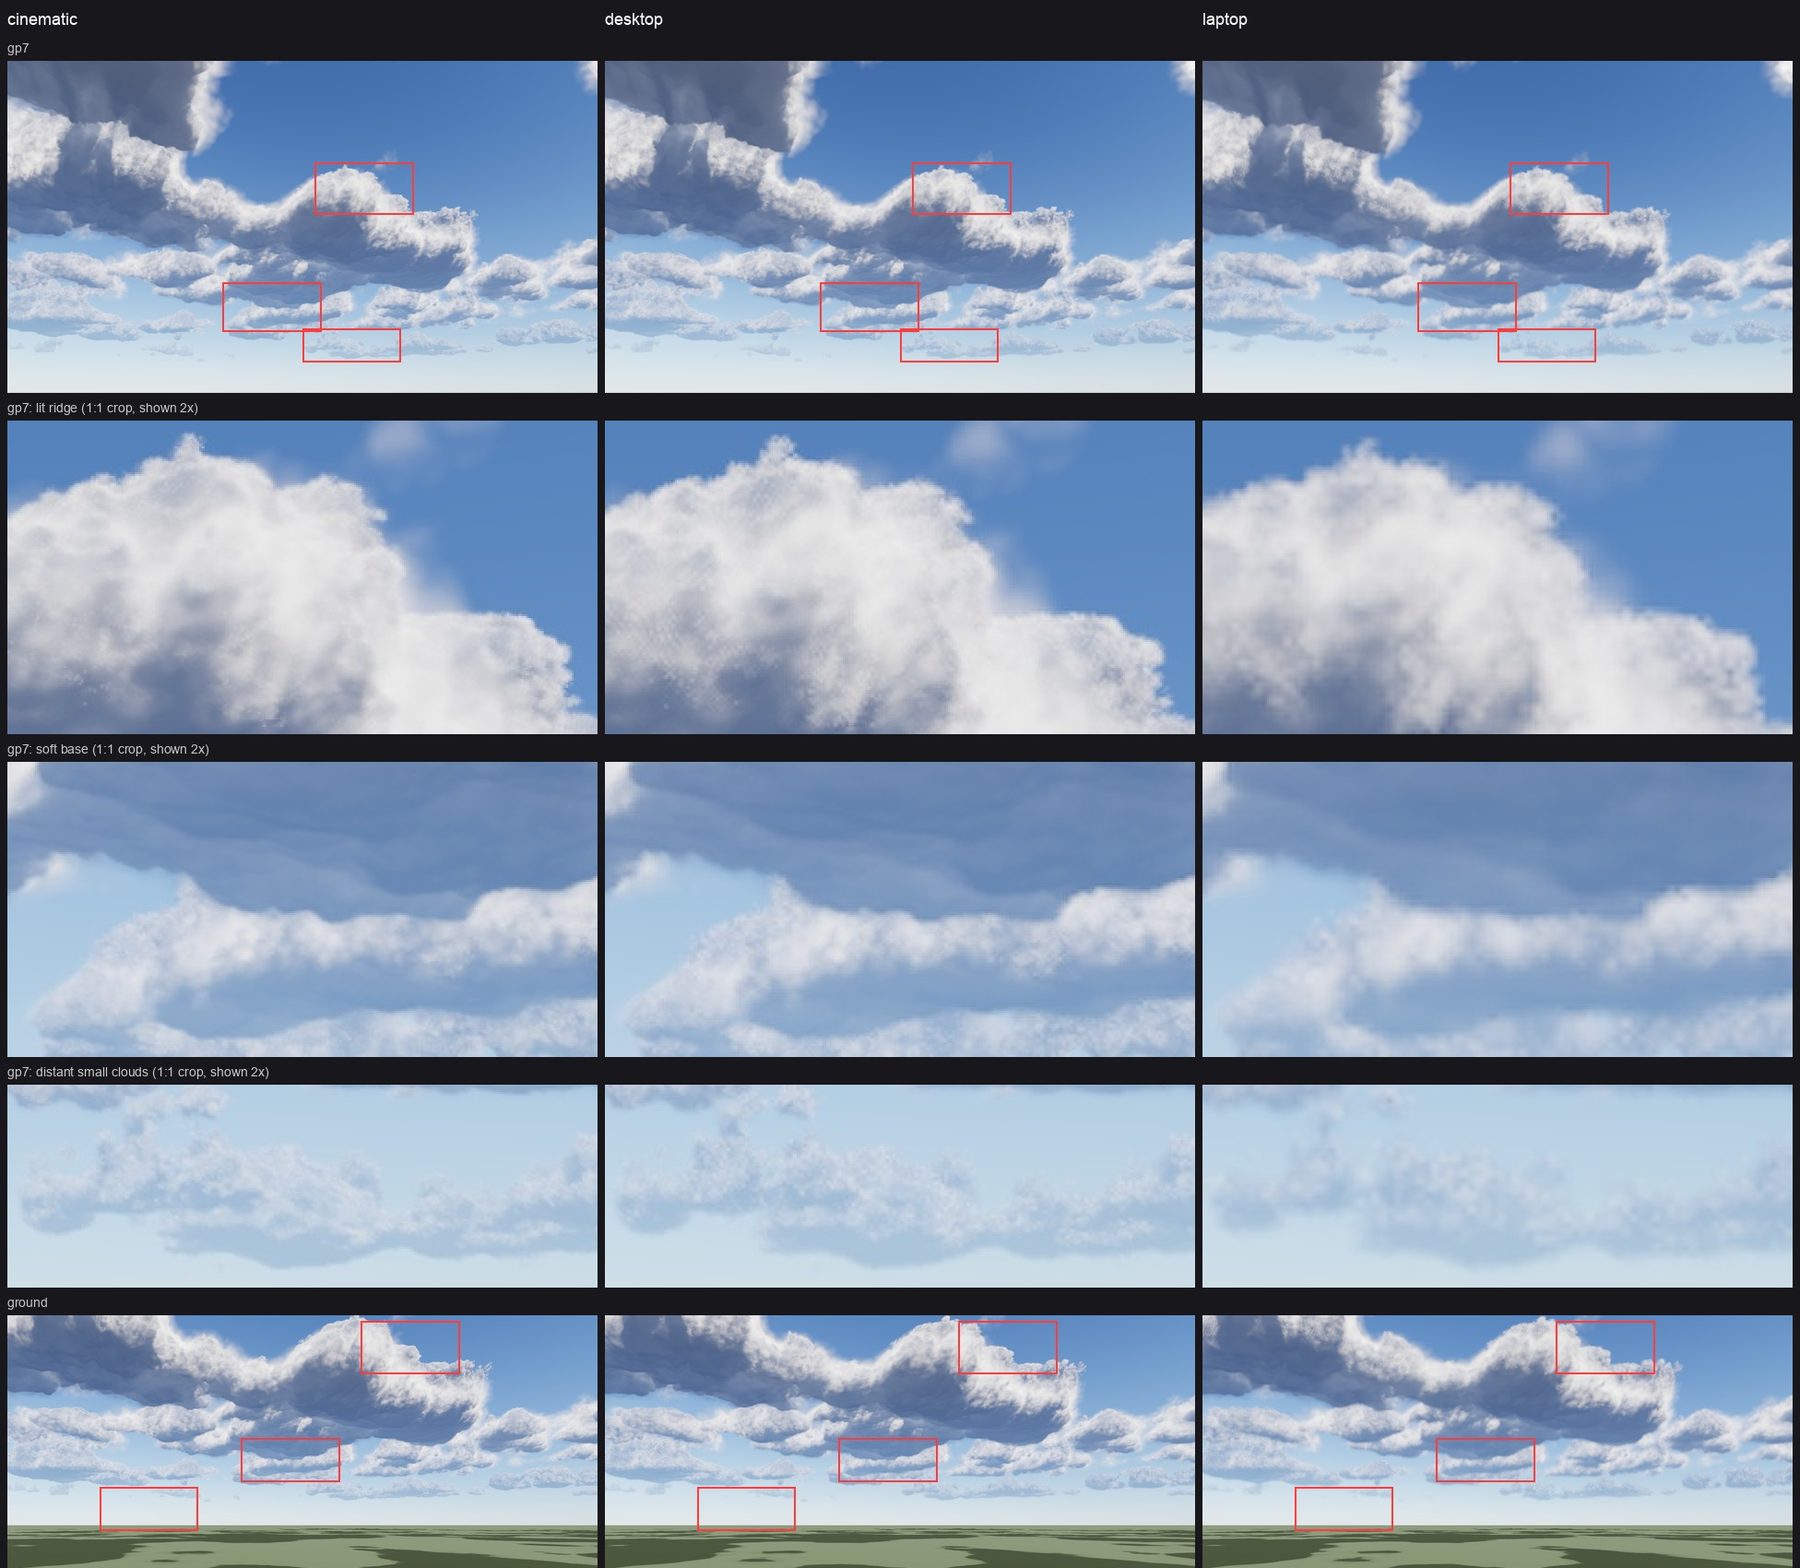 cinematic
desktop
laptop
gp7
gp7: lit ridge (1:1 crop, shown 2x)
gp7: soft base (1:1 crop, shown 2x)
gp7: distant small clouds (1:1 crop, shown 2x)
ground